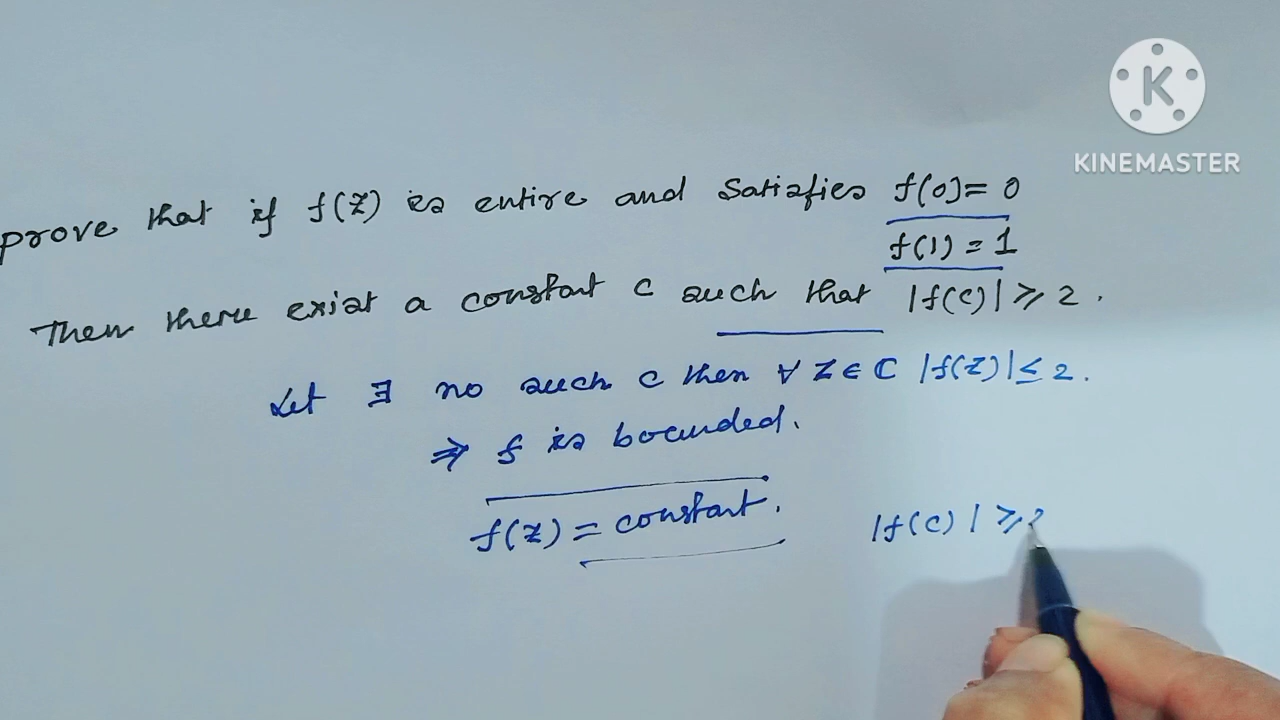 KINEMASTER
prove that if f(z) is entire and satisfies f(0)= 0
f(1) = 1
Then there exist a constant c such that |f(c)| ⩾ 2.
Let ∃ no such c then ∀ z ∈ ℂ |f(z)| ≤ 2.
⇒ f is bounded.
f(z) = constant.
|f(c)| ⩾ 2